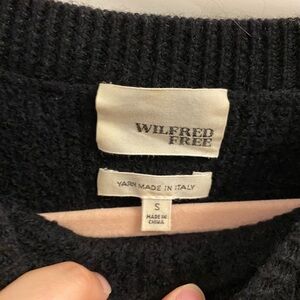 WILFRED
FREE
YARN MADE IN ITALY
S
MADE IN
CHINA